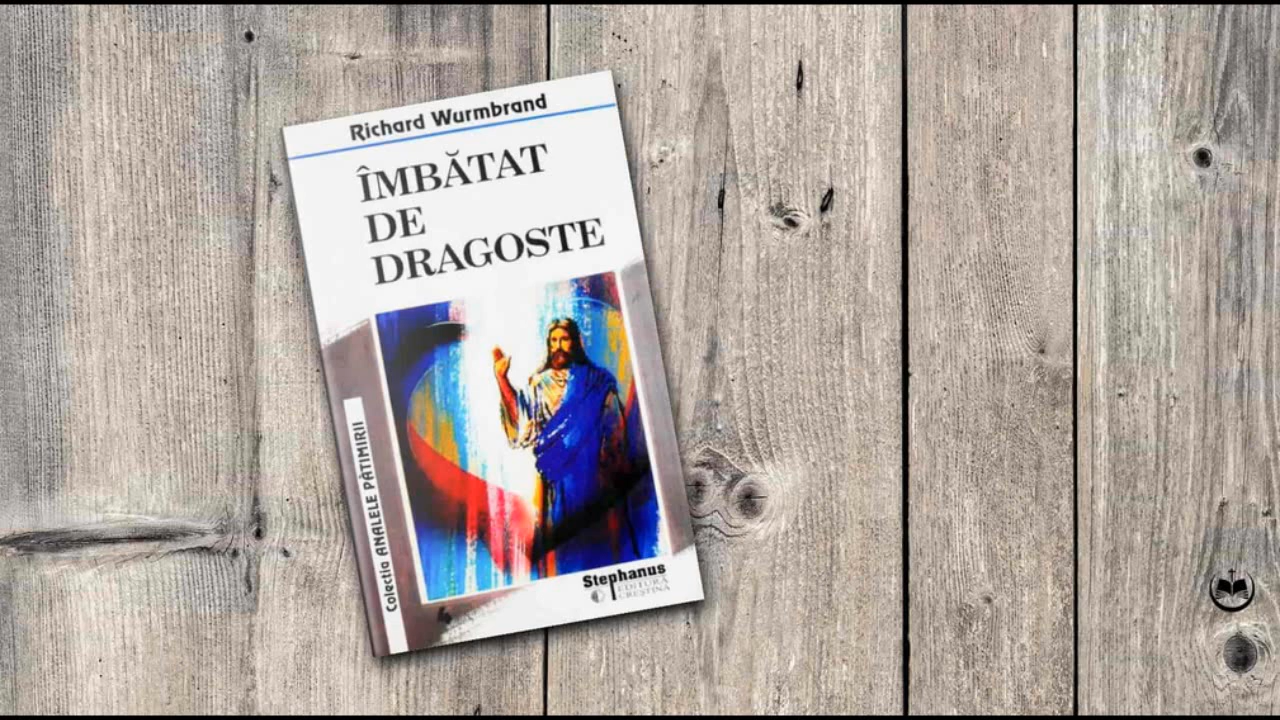 Richard Wurmbrand
ÎMBĂTAT
DE
DRAGOSTE
Colecția ANALELE PĂTIMIRII
Stephanus
EDITURĂ
CREȘTINĂ